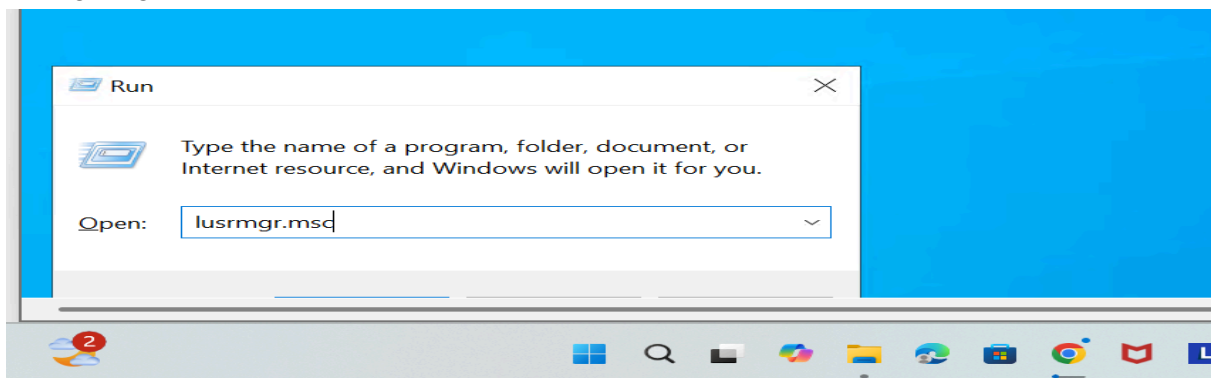 Run
Type the name of a program, folder, document, or
Internet resource, and Windows will open it for you.
Open: lusrmgr.msc
2
L